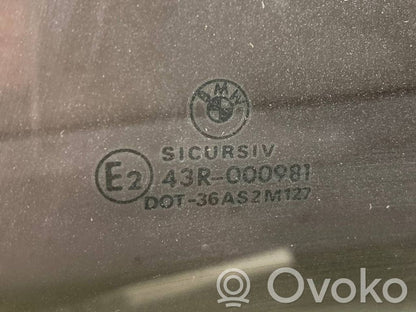 BMW
SICURSIV
E2 43R-000981
DOT-36AS2M127
Ovoko